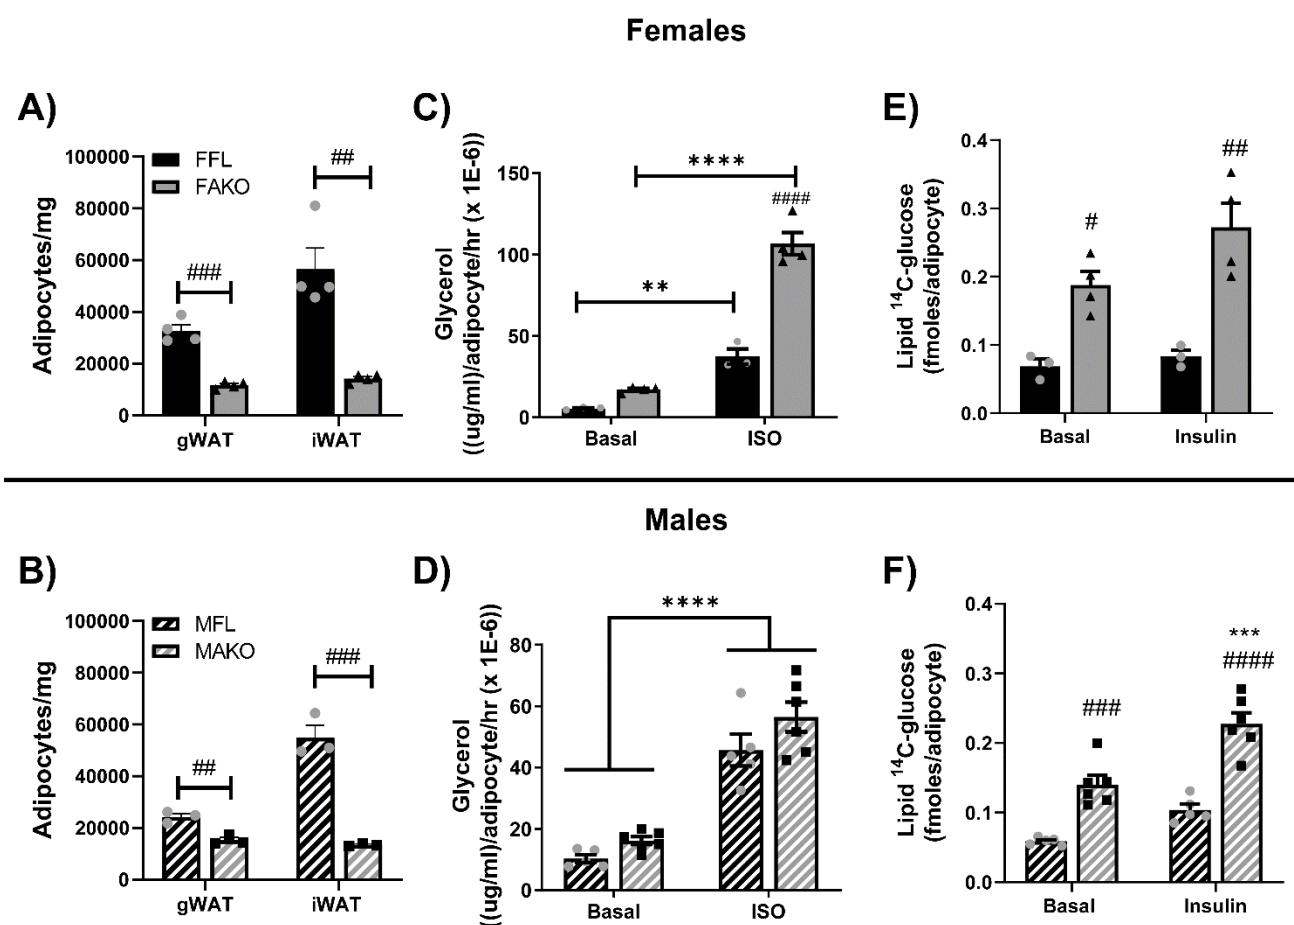 Females
A)
Adipocytes/mg
100000
80000
60000
40000
20000
0
FFL
FAKO
###
##
gWAT
iWAT
C)
Glycerol
((ug/ml)/adipocyte/hr (x 1E-6))
150
100
50
0
****
####
**
Basal
ISO
E)
Lipid ¹⁴C-glucose
(fmoles/adipocyte)
0.4
0.3
0.2
0.1
0.0
#
##
Basal
Insulin
Males
B)
Adipocytes/mg
100000
80000
60000
40000
20000
0
MFL
MAKO
##
###
gWAT
iWAT
D)
Glycerol
((ug/ml)/adipocyte/hr (x 1E-6))
80
60
40
20
0
****
Basal
ISO
F)
Lipid ¹⁴C-glucose
(fmoles/adipocyte)
0.4
0.3
0.2
0.1
0.0
###
***
####
Basal
Insulin